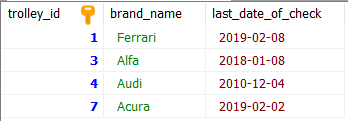 trolley_id brand_name last_date_of_check
1 Ferrari 2019-02-08
3 Alfa 2018-01-08
4 Audi 2010-12-04
7 Acura 2019-02-02